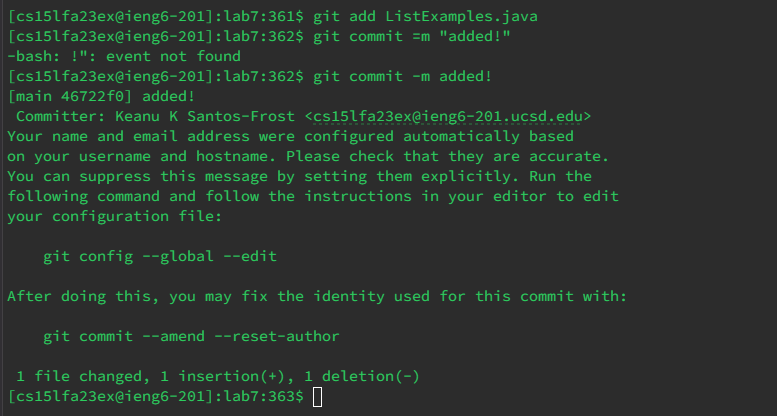 [cs15lfa23ex@ieng6-201]:lab7:361$ git add ListExamples.java
[cs15lfa23ex@ieng6-201]:lab7:362$ git commit =m "added!"
-bash: !": event not found
[cs15lfa23ex@ieng6-201]:lab7:362$ git commit -m added!
[main 46722f0] added!
 Committer: Keanu K Santos-Frost <cs15lfa23ex@ieng6-201.ucsd.edu>
Your name and email address were configured automatically based
on your username and hostname. Please check that they are accurate.
You can suppress this message by setting them explicitly. Run the
following command and follow the instructions in your editor to edit
your configuration file:

    git config --global --edit

After doing this, you may fix the identity used for this commit with:

    git commit --amend --reset-author

 1 file changed, 1 insertion(+), 1 deletion(-)
[cs15lfa23ex@ieng6-201]:lab7:363$